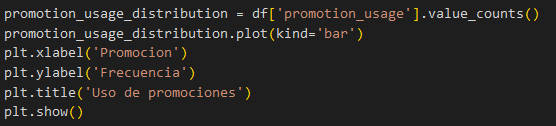 promotion_usage_distribution = df['promotion_usage'].value_counts()
promotion_usage_distribution.plot(kind='bar')
plt.xlabel('Promocion')
plt.ylabel('Frecuencia')
plt.title('Uso de promociones')
plt.show()